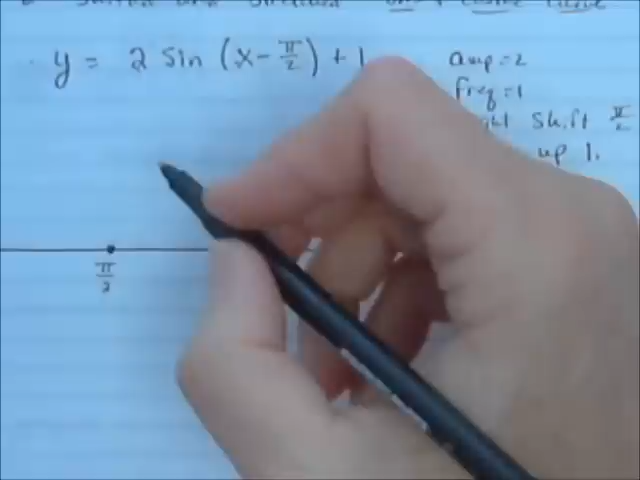 y = 2 sin (x - π/2) + 1
amp = 2
freq = 1
shift π/2
up 1.
π/2